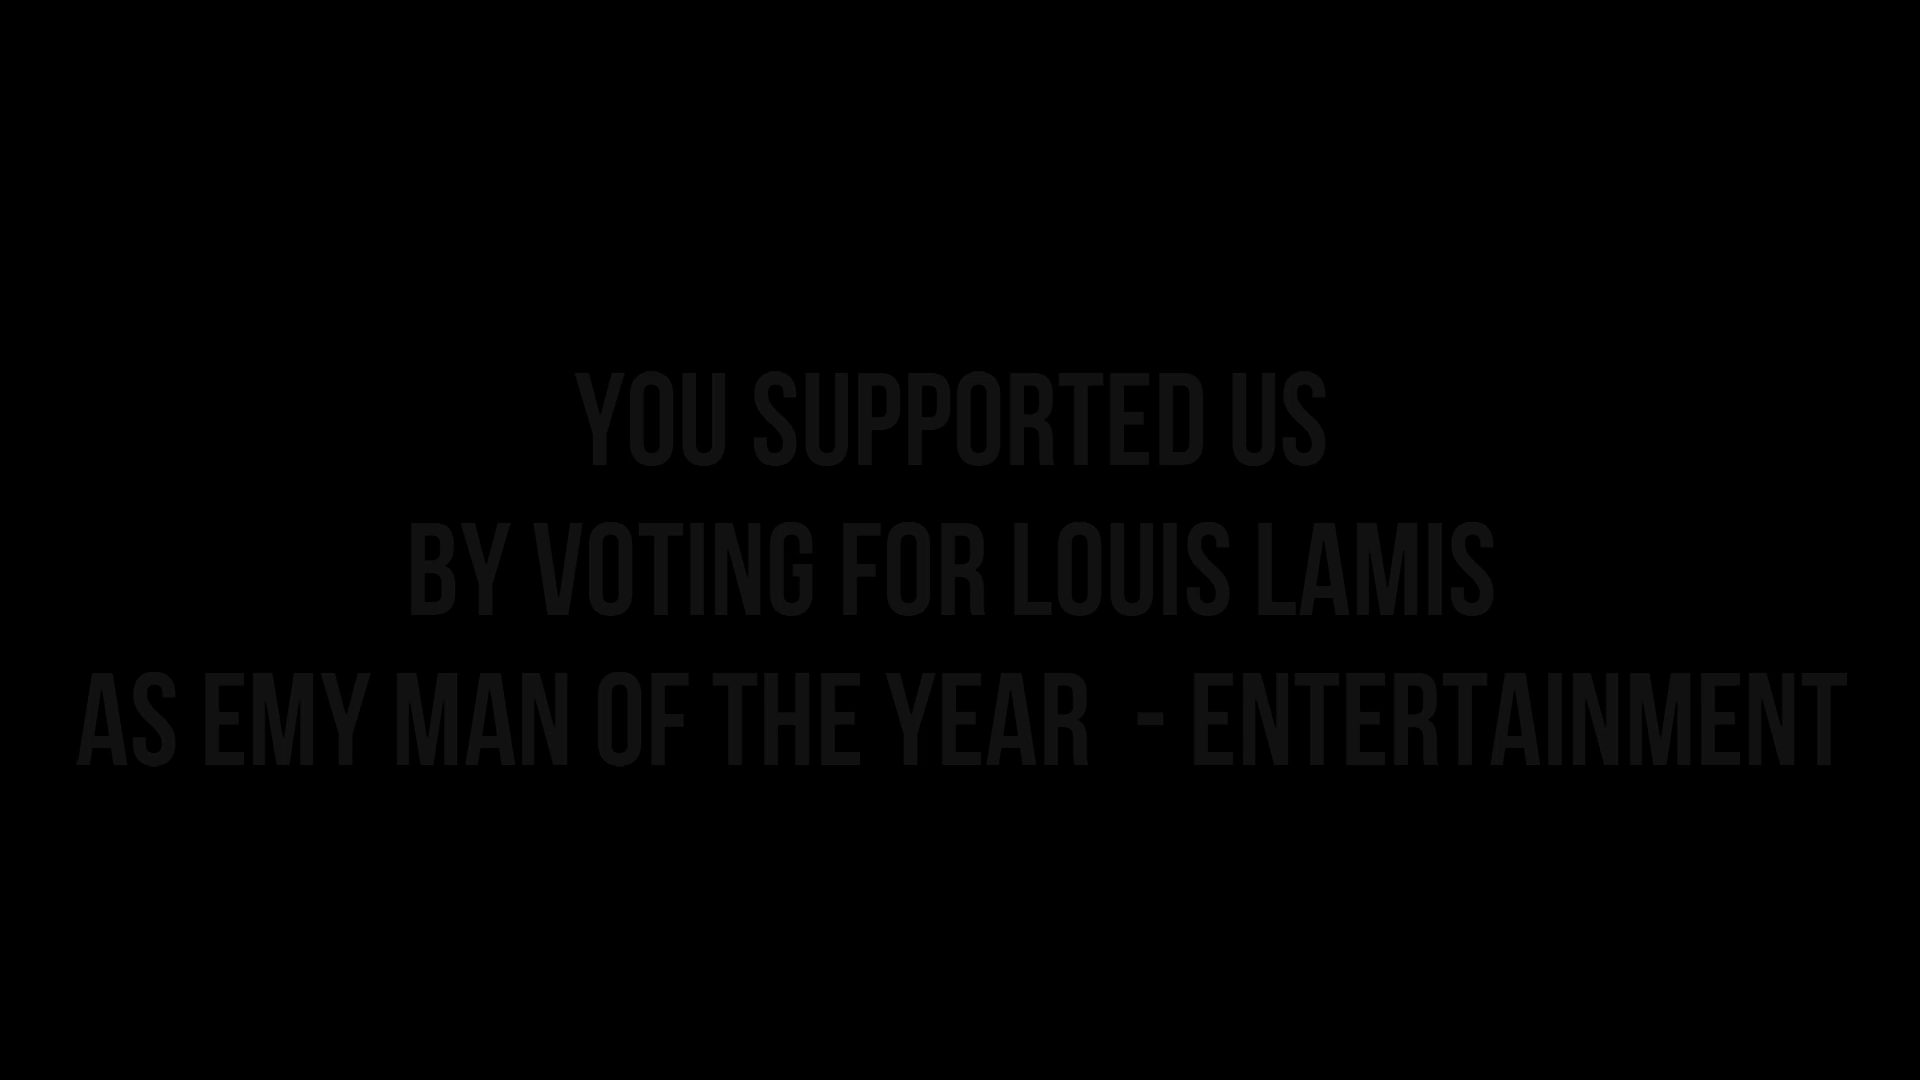 YOU SUPPORTED US
BY VOTING FOR LOUIS LAMIS
AS EMY MAN OF THE YEAR - ENTERTAINMENT